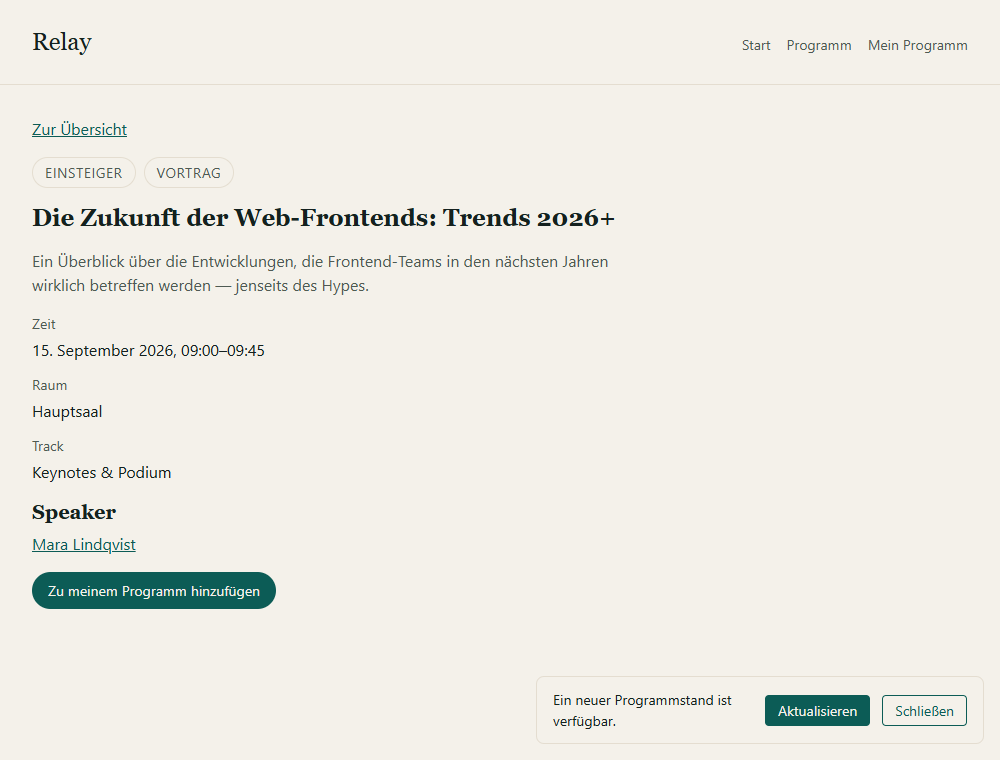 Relay
Start Programm Mein Programm
Zur Übersicht
EINSTEIGER VORTRAG
Die Zukunft der Web-Frontends: Trends 2026+
Ein Überblick über die Entwicklungen, die Frontend-Teams in den nächsten Jahren
wirklich betreffen werden — jenseits des Hypes.
Zeit
15. September 2026, 09:00–09:45
Raum
Hauptsaal
Track
Keynotes & Podium
Speaker
Mara Lindqvist
Zu meinem Programm hinzufügen
Ein neuer Programmstand ist
verfügbar.
Aktualisieren
Schließen